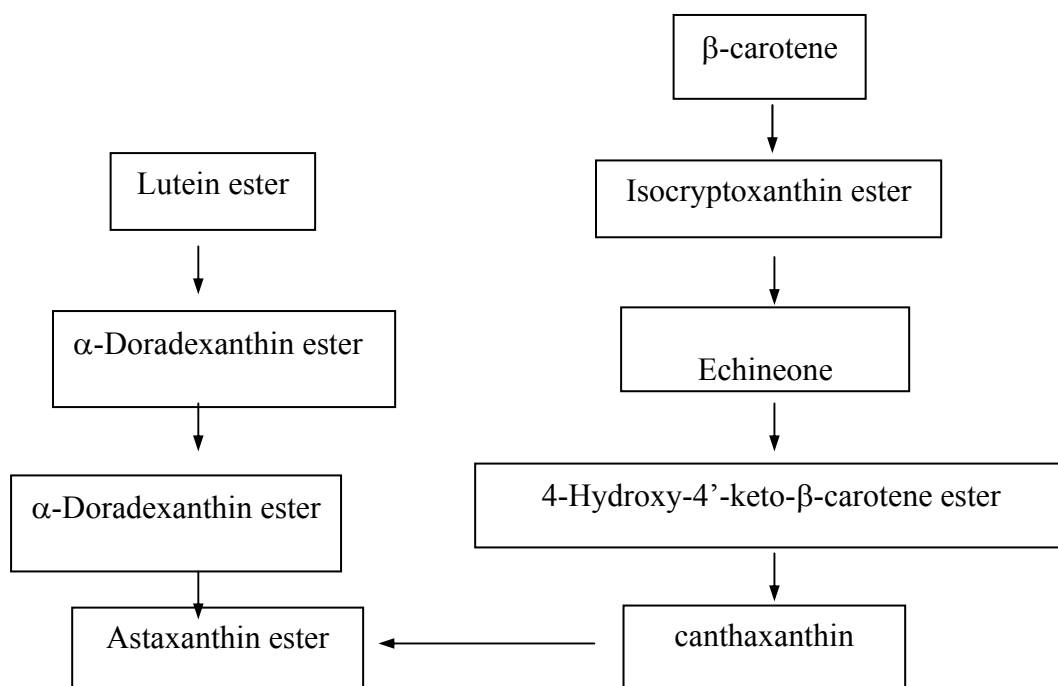 β-carotene
Lutein ester
Isocryptoxanthin ester
α-Doradexanthin ester
Echineone
α-Doradexanthin ester
4-Hydroxy-4’-keto-β-carotene ester
Astaxanthin ester
canthaxanthin